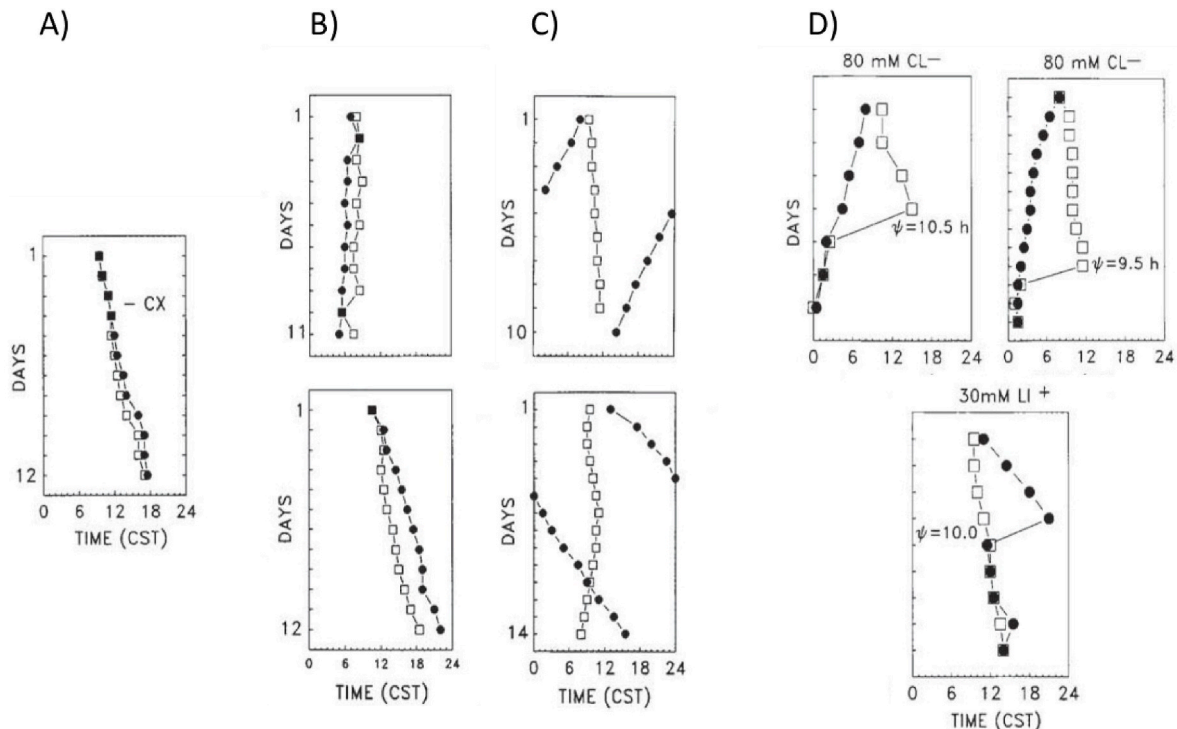 A)
B)
C)
D)
1
– CX
DAYS
12
0 6 12 18 24
TIME (CST)
1
DAYS
11
1
DAYS
12
0 6 12 18 24
TIME (CST)
1
DAYS
10
1
DAYS
14
0 6 12 18 24
TIME (CST)
80 mM CL–
DAYS
ψ=10.5 h
0 6 12 18 24
80 mM CL–
ψ=9.5 h
0 6 12 18 24
30mM LI +
ψ=10.0
0 6 12 18 24
TIME (CST)